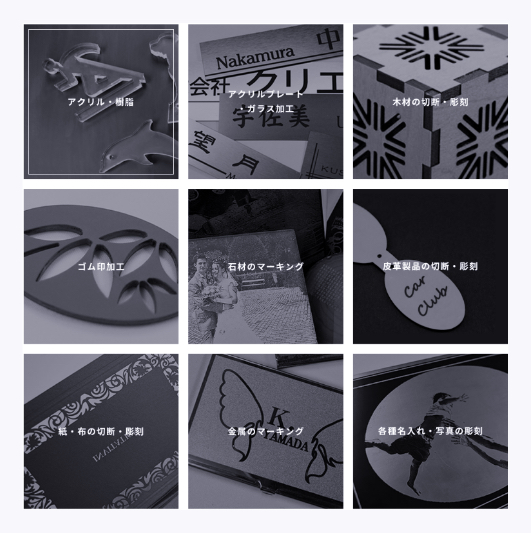 アクリル・樹脂
Nakamura
中
会社 クリエ
アクリルプレート
・ガラス加工
宇佐美
望月
木材の切断・彫刻
ゴム印加工
石材のマーキング
皮革製品の切断・彫刻
Car
Club
紙・布の切断・彫刻
金属のマーキング
K
YAMADA
各種名入れ・写真の彫刻